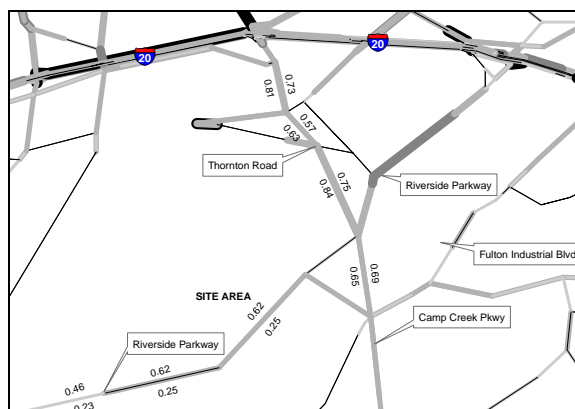 20
20
0.73
0.81
0.57
0.63
Thornton Road
0.75
0.84
Riverside Parkway
Fulton Industrial Blvd
0.69
0.65
SITE AREA
0.62
0.25
Camp Creek Pkwy
Riverside Parkway
0.62
0.25
0.46
0.23